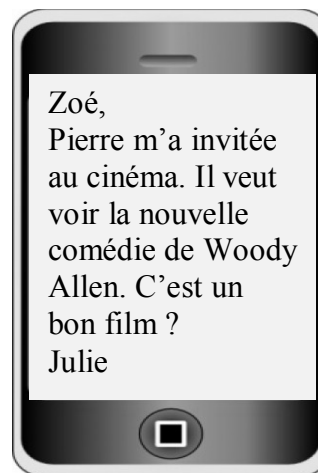 Zoé,
Pierre m’a invitée
au cinéma. Il veut
voir la nouvelle
comédie de Woody
Allen. C’est un
bon film ?
Julie